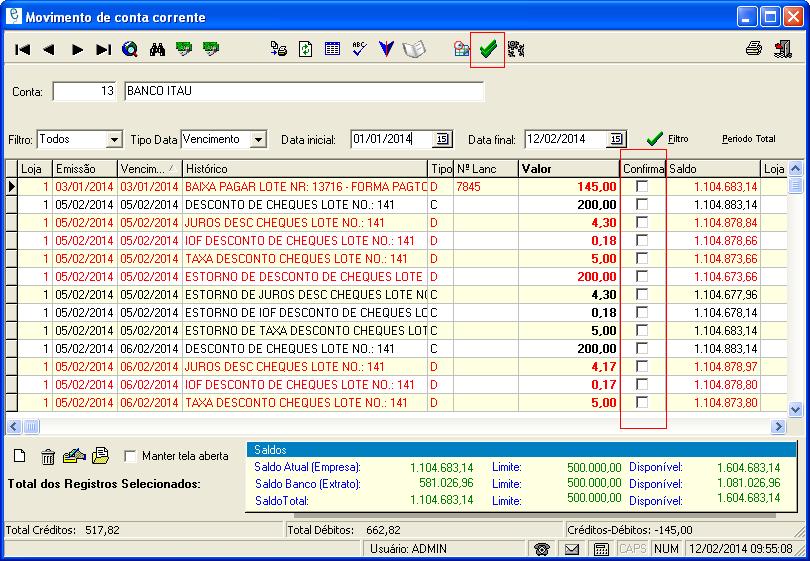 Movimento de conta corrente
ABC
Conta: 13 BANCO ITAU
Filtro: Todos Tipo Data Vencimento Data inicial: 01/01/2014 15 Data final: 12/02/2014 15 Filtro Periodo Total
Loja Emissão Vencim... Histórico Tipo Nº Lanc Valor Confirma Saldo Loja
1 03/01/2014 03/01/2014 BAIXA PAGAR LOTE NR: 13716 - FORMA PAGTO D 7845 145,00 1.104.683,14
1 05/02/2014 05/02/2014 DESCONTO DE CHEQUES LOTE NO.: 141 C 200,00 1.104.883,14
1 05/02/2014 05/02/2014 JUROS DESC CHEQUES LOTE NO.: 141 D 4,30 1.104.878,84
1 05/02/2014 05/02/2014 IOF DESCONTO DE CHEQUES LOTE NO.: 141 D 0,18 1.104.878,66
1 05/02/2014 05/02/2014 TAXA DESCONTO CHEQUES LOTE NO.: 141 D 5,00 1.104.873,66
1 05/02/2014 05/02/2014 ESTORNO DE DESCONTO DE CHEQUES LOTE D 200,00 1.104.673,66
1 05/02/2014 05/02/2014 ESTORNO DE JUROS DESC CHEQUES LOTE NO C 4,30 1.104.677,96
1 05/02/2014 05/02/2014 ESTORNO DE IOF DESCONTO DE CHEQUES LO C 0,18 1.104.678,14
1 05/02/2014 05/02/2014 ESTORNO DE TAXA DESCONTO CHEQUES LOTE C 5,00 1.104.683,14
1 06/02/2014 06/02/2014 DESCONTO DE CHEQUES LOTE NO.: 141 C 200,00 1.104.883,14
1 06/02/2014 06/02/2014 JUROS DESC CHEQUES LOTE NO.: 141 D 4,17 1.104.878,97
1 06/02/2014 06/02/2014 IOF DESCONTO DE CHEQUES LOTE NO.: 141 D 0,17 1.104.878,80
1 06/02/2014 06/02/2014 TAXA DESCONTO CHEQUES LOTE NO.: 141 D 5,00 1.104.873,80
Manter tela aberta
Total dos Registros Selecionados:
Saldos
Saldo Atual (Empresa): 1.104.683,14 Limite: 500.000,00 Disponível: 1.604.683,14
Saldo Banco (Extrato): 581.026,96 Limite: 500.000,00 Disponível: 1.081.026,96
SaldoTotal: 1.104.683,14 Limite: 500.000,00 Disponível: 1.604.683,14
Total Créditos: 517,82 Total Débitos: 662,82 Créditos-Débitos: -145,00
Usuário: ADMIN CAPS NUM 12/02/2014 09:55:08